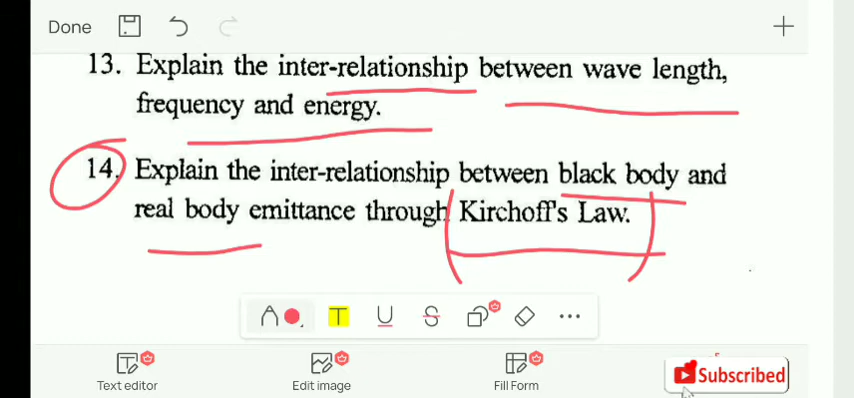 Done
13. Explain the inter-relationship between wave length,
frequency and energy.
14. Explain the inter-relationship between black body and
real body emittance through Kirchoff's Law.
T U S
Text editor Edit image Fill Form Subscribed